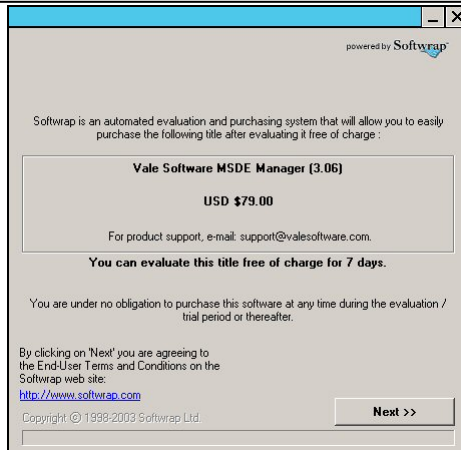 powered by Softwrap
Softwrap is an automated evaluation and purchasing system that will allow you to easily
purchase the following title after evaluating it free of charge :
Vale Software MSDE Manager (3.06)
USD $79.00
For product support, e-mail: support@valesoftware.com.
You can evaluate this title free of charge for 7 days.
You are under no obligation to purchase this software at any time during the evaluation /
trial period or thereafter.
By clicking on 'Next' you are agreeing to
the End-User Terms and Conditions on the
Softwrap web site:
http://www.softwrap.com
Copyright © 1998-2003 Softwrap Ltd.
Next >>